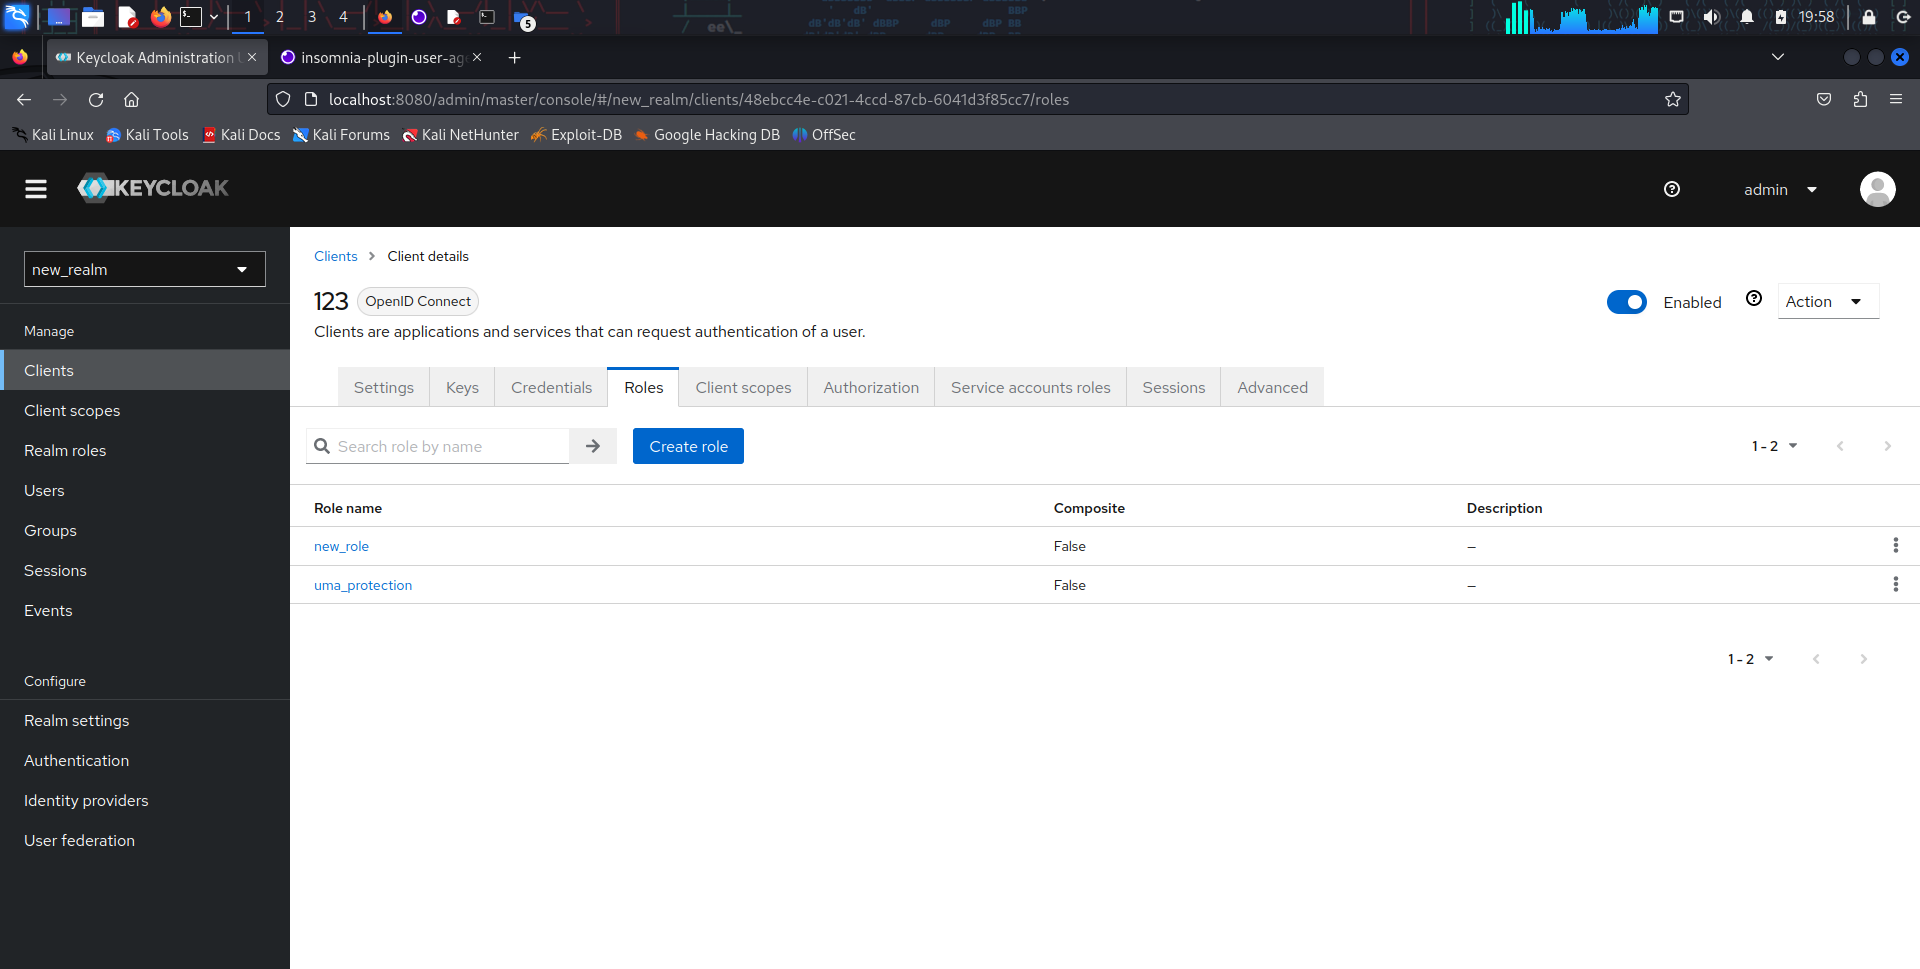 1 2 3 4 5 19:58
Keycloak Administration
insomnia-plugin-user-ag
localhost:8080/admin/master/console/#/new_realm/clients/48ebcc4e-c021-4ccd-87cb-6041d3f85cc7/roles
Kali Linux Kali Tools Kali Docs Kali Forums Kali NetHunter Exploit-DB Google Hacking DB OffSec
KEYCLOAK
admin
new_realm
Manage
Clients
Client scopes
Realm roles
Users
Groups
Sessions
Events
Configure
Realm settings
Authentication
Identity providers
User federation
Clients > Client details
123 OpenID Connect
Enabled
Action
Clients are applications and services that can request authentication of a user.
Settings Keys Credentials Roles Client scopes Authorization Service accounts roles Sessions Advanced
Search role by name
Create role
1 - 2
Role name Composite Description
new_role False –
uma_protection False –
1 - 2